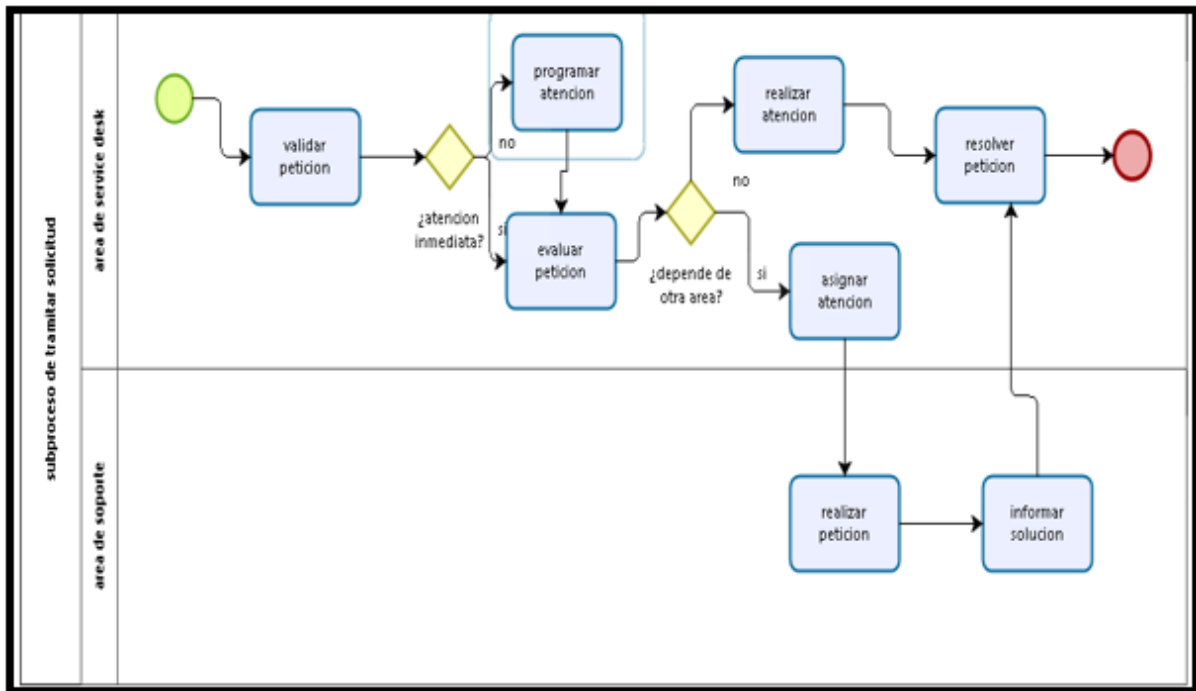 subproceso de tramitar solicitud
area de service desk
validar
peticion
¿atencion
inmediata?
no
programar
atencion
si
evaluar
peticion
¿depende de
otra area?
no
realizar
atencion
si
asignar
atencion
resolver
peticion
area de soporte
realizar
peticion
informar
solucion